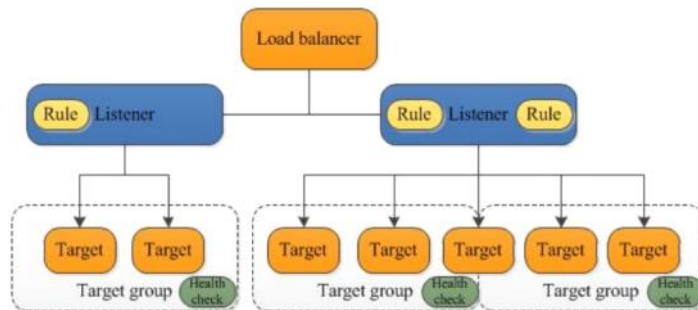 Load balancer
Rule Listener
Rule Listener Rule
Target Target
Target Target Target Target Target
Target group Health check
Target group Health check
Target group Health check